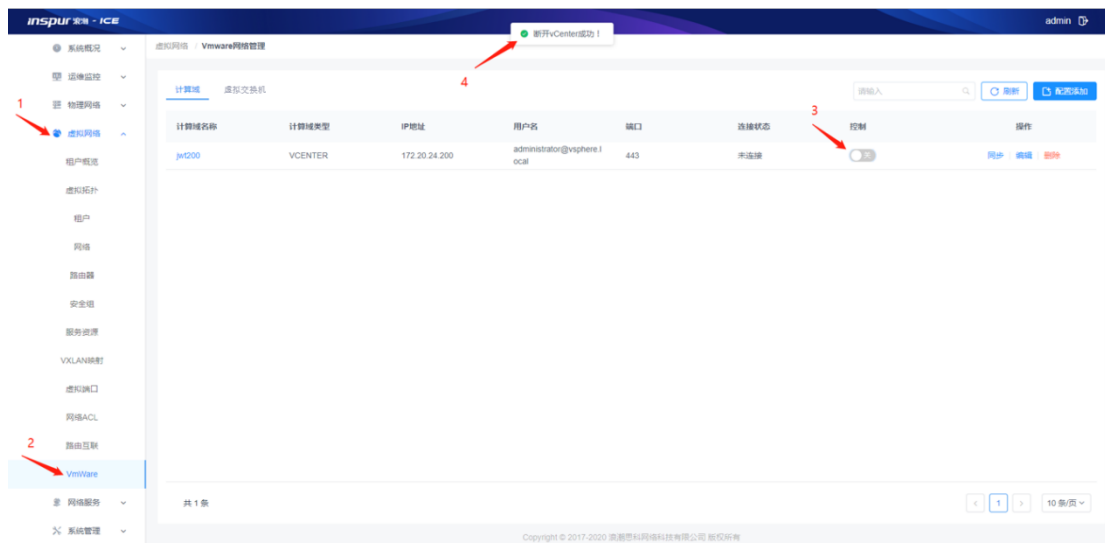 inspur 浪潮 - ICE
admin
断开vCenter成功！
4
系统概况
运维监控
物理网络
1
虚拟网络
租户概览
虚拟拓扑
租户
网络
路由器
安全组
服务资源
VXLAN映射
虚拟端口
网络ACL
路由互联
2
VmWare
网络服务
系统管理
虚拟网络 / Vmware网络管理
计算域 虚拟交换机
请输入 刷新 配置添加
3
计算域名称 计算域类型 IP地址 用户名 端口 连接状态 控制 操作
jwt200 VCENTER 172.20.24.200 administrator@vsphere.l
ocal 443 未连接 关 同步 编辑 删除
共 1 条 1 10 条/页
Copyright © 2017-2020 浪潮思科网络科技有限公司 版权所有